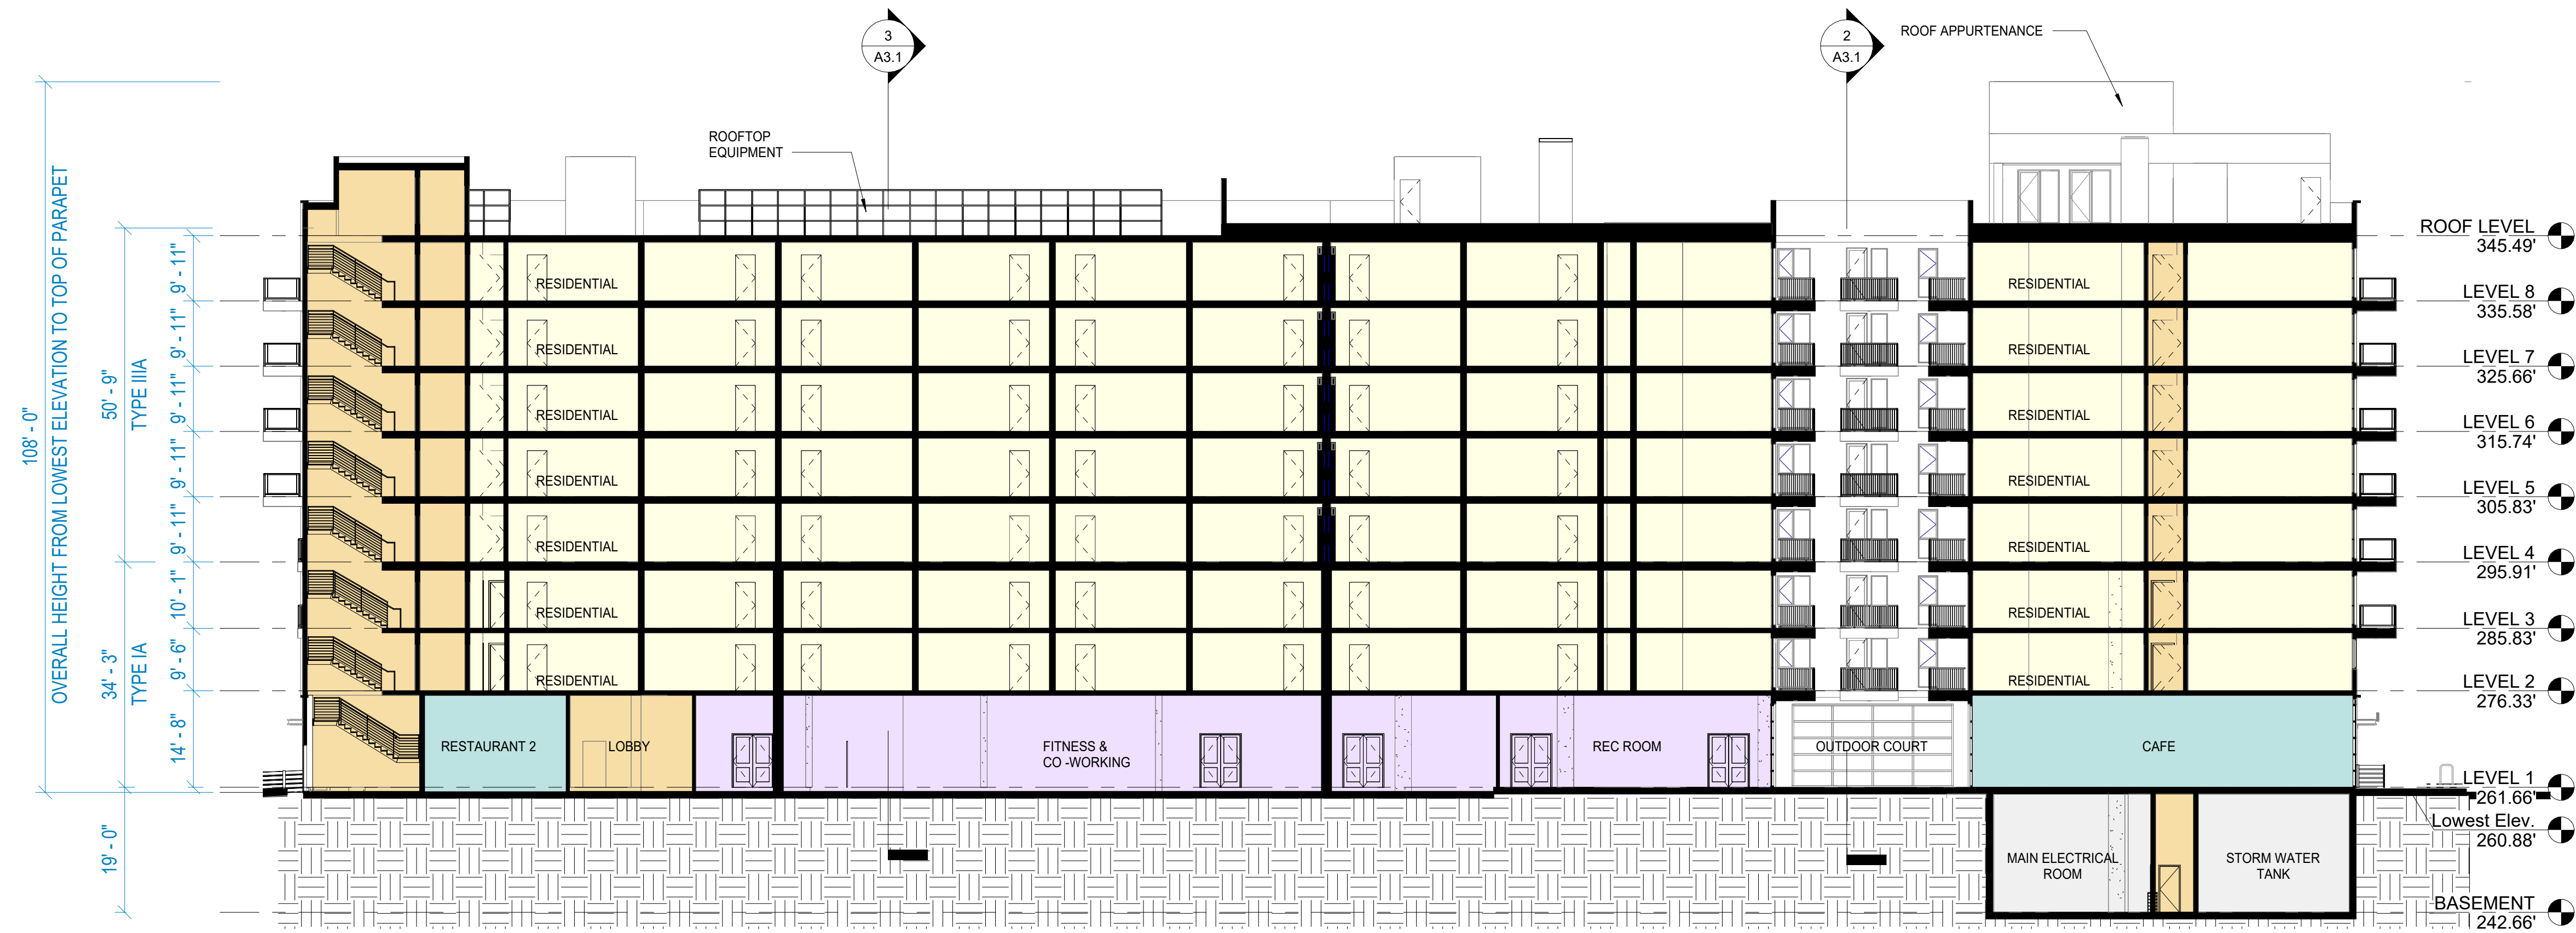 3
A3.1
2
A3.1
ROOF APPURTENANCE
ROOFTOP
EQUIPMENT
108' - 0"
OVERALL HEIGHT FROM LOWEST ELEVATION TO TOP OF PARAPET
50' - 9"
TYPE IIIA
34' - 3"
TYPE IA
19' - 0"
9' - 11"
9' - 11"
9' - 11"
9' - 11"
9' - 11"
10' - 1"
9' - 6"
14' - 8"
RESIDENTIAL
RESIDENTIAL
RESIDENTIAL
RESIDENTIAL
RESIDENTIAL
RESIDENTIAL
RESIDENTIAL
RESIDENTIAL
RESIDENTIAL
RESIDENTIAL
RESIDENTIAL
RESIDENTIAL
RESIDENTIAL
RESIDENTIAL
RESTAURANT 2
LOBBY
FITNESS &
CO -WORKING
REC ROOM
OUTDOOR COURT
CAFE
MAIN ELECTRICAL
ROOM
STORM WATER
TANK
ROOF LEVEL
345.49'
LEVEL 8
335.58'
LEVEL 7
325.66'
LEVEL 6
315.74'
LEVEL 5
305.83'
LEVEL 4
295.91'
LEVEL 3
285.83'
LEVEL 2
276.33'
LEVEL 1
261.66'
Lowest Elev.
260.88'
BASEMENT
242.66'